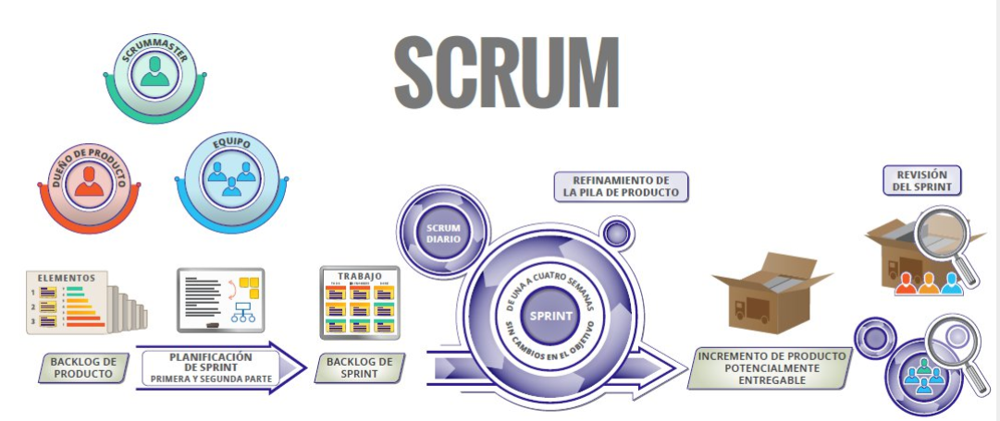 SCRUM
SCRUMMASTER
DUEÑO DE PRODUCTO
EQUIPO
REFINAMIENTO DE
LA PILA DE PRODUCTO
REVISIÓN
DEL SPRINT
SCRUM
DIARIO
ELEMENTOS
1
2
3
TRABAJO
DE UNA A CUATRO SEMANAS
SPRINT
SIN CAMBIOS EN EL OBJETIVO
BACKLOG DE
PRODUCTO
PLANIFICACIÓN
DE SPRINT
PRIMERA Y SEGUNDA PARTE
BACKLOG DE
SPRINT
INCREMENTO DE PRODUCTO
POTENCIALMENTE
ENTREGABLE